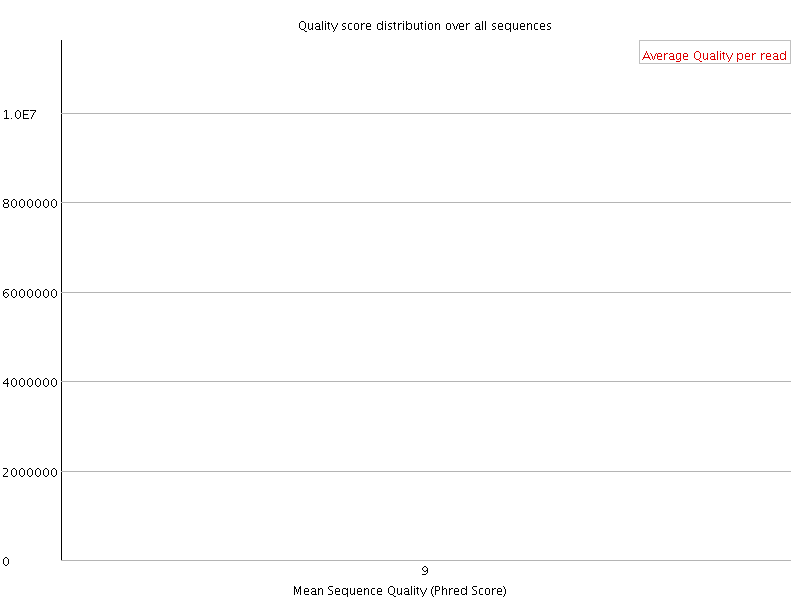 Quality score distribution over all sequences
Average Quality per read
1.0E7
8000000
6000000
4000000
2000000
0
9
Mean Sequence Quality (Phred Score)